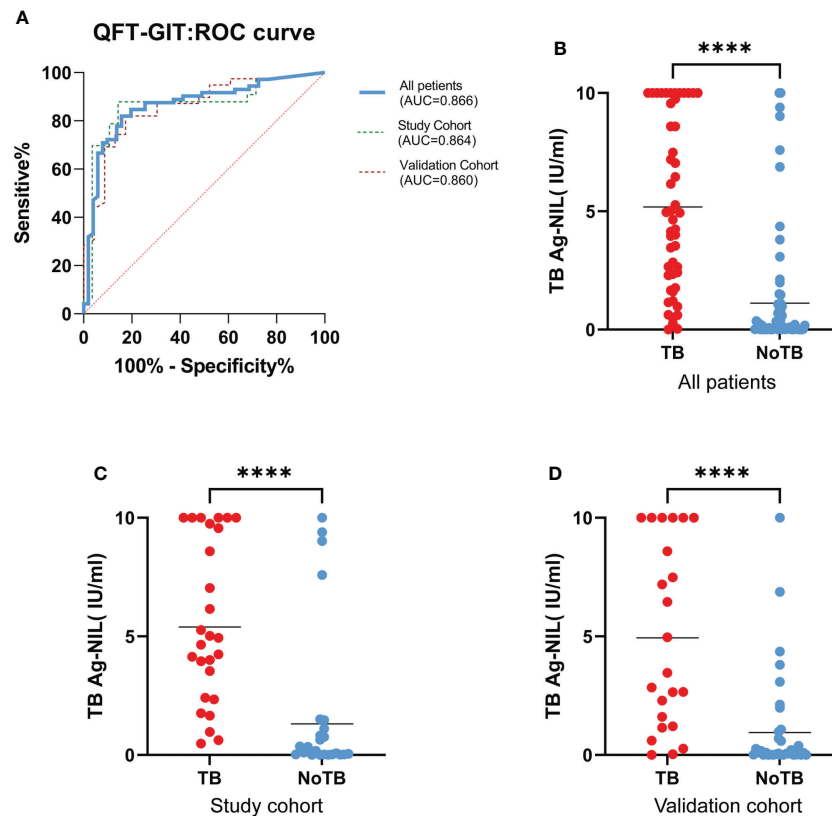 A
QFT-GIT:ROC curve
100
80
60
40
20
0
Sensitive%
0 20 40 60 80 100
100% - Specificity%
All petients
(AUC=0.866)
Study Cohort
(AUC=0.864)
Validation Cohort
(AUC=0.860)
B
****
10
5
0
TB Ag-NIL( IU/ml)
TB NoTB
All patients
C
****
10
5
0
TB Ag-NIL( IU/ml)
TB NoTB
Study cohort
D
****
10
5
0
TB Ag-NIL( IU/ml)
TB NoTB
Validation cohort